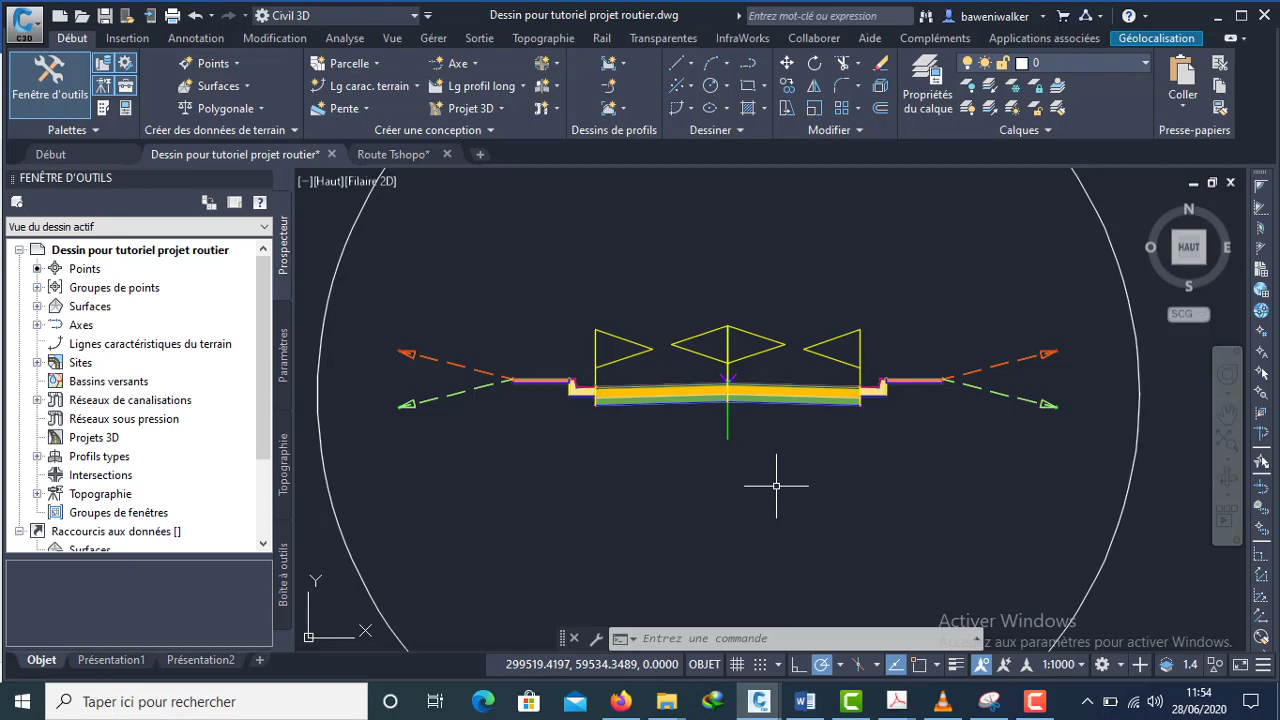 C3D
Civil 3D
Dessin pour tutoriel projet routier.dwg
Entrez mot-clé ou expression
baweniwalker
Début
Insertion
Annotation
Modification
Analyse
Vue
Gérer
Sortie
Topographie
Transparentes
Rail
InfraWorks
Collaborer
Aide
Compléments
Applications associées
Géolocalisation
Fenêtre d'outils
Points
Surfaces
Polygonale
Parcelle
Lg carac. terrain
Pente
Axe
Lg profil long
Projet 3D
Propriétés
du calque
0
Coller
Palettes
Créer des données de terrain
Créer une conception
Dessins de profils
Dessiner
Modifier
Calques
Presse-papiers
Début
Dessin pour tutoriel projet routier*
Route Tshopo*
FENÊTRE D'OUTILS
Vue du dessin actif
Dessin pour tutoriel projet routier
Points
Groupes de points
Surfaces
Axes
Lignes caractéristiques du terrain
Sites
Bassins versants
Réseaux de canalisations
Réseaux sous pression
Projets 3D
Profils types
Intersections
Topographie
Groupes de fenêtres
Raccourcis aux données []
Surfaces
Prospecteur
Paramètres
Topographie
Boîte à outils
[−][Haut][Filaire 2D]
N
O
HAUT
E
S
SCG
Y
X
Activer Windows
Accédez aux paramètres pour activer Windows.
Entrez une commande
Objet
Présentation1
Présentation2
299519.4197, 59534.3489, 0.0000
OBJET
1:1000
1.4
Taper ici pour rechercher
11:54
28/06/2020